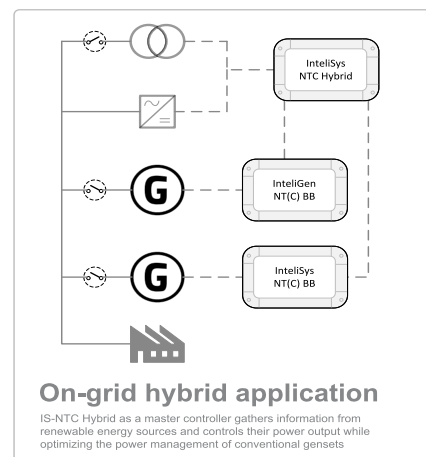 InteliSys
NTC Hybrid
G
InteliGen
NT(C) BB
G
InteliSys
NT(C) BB
On-grid hybrid application
IS-NTC Hybrid as a master controller gathers information from
renewable energy sources and controls their power output while
optimizing the power management of conventional gensets